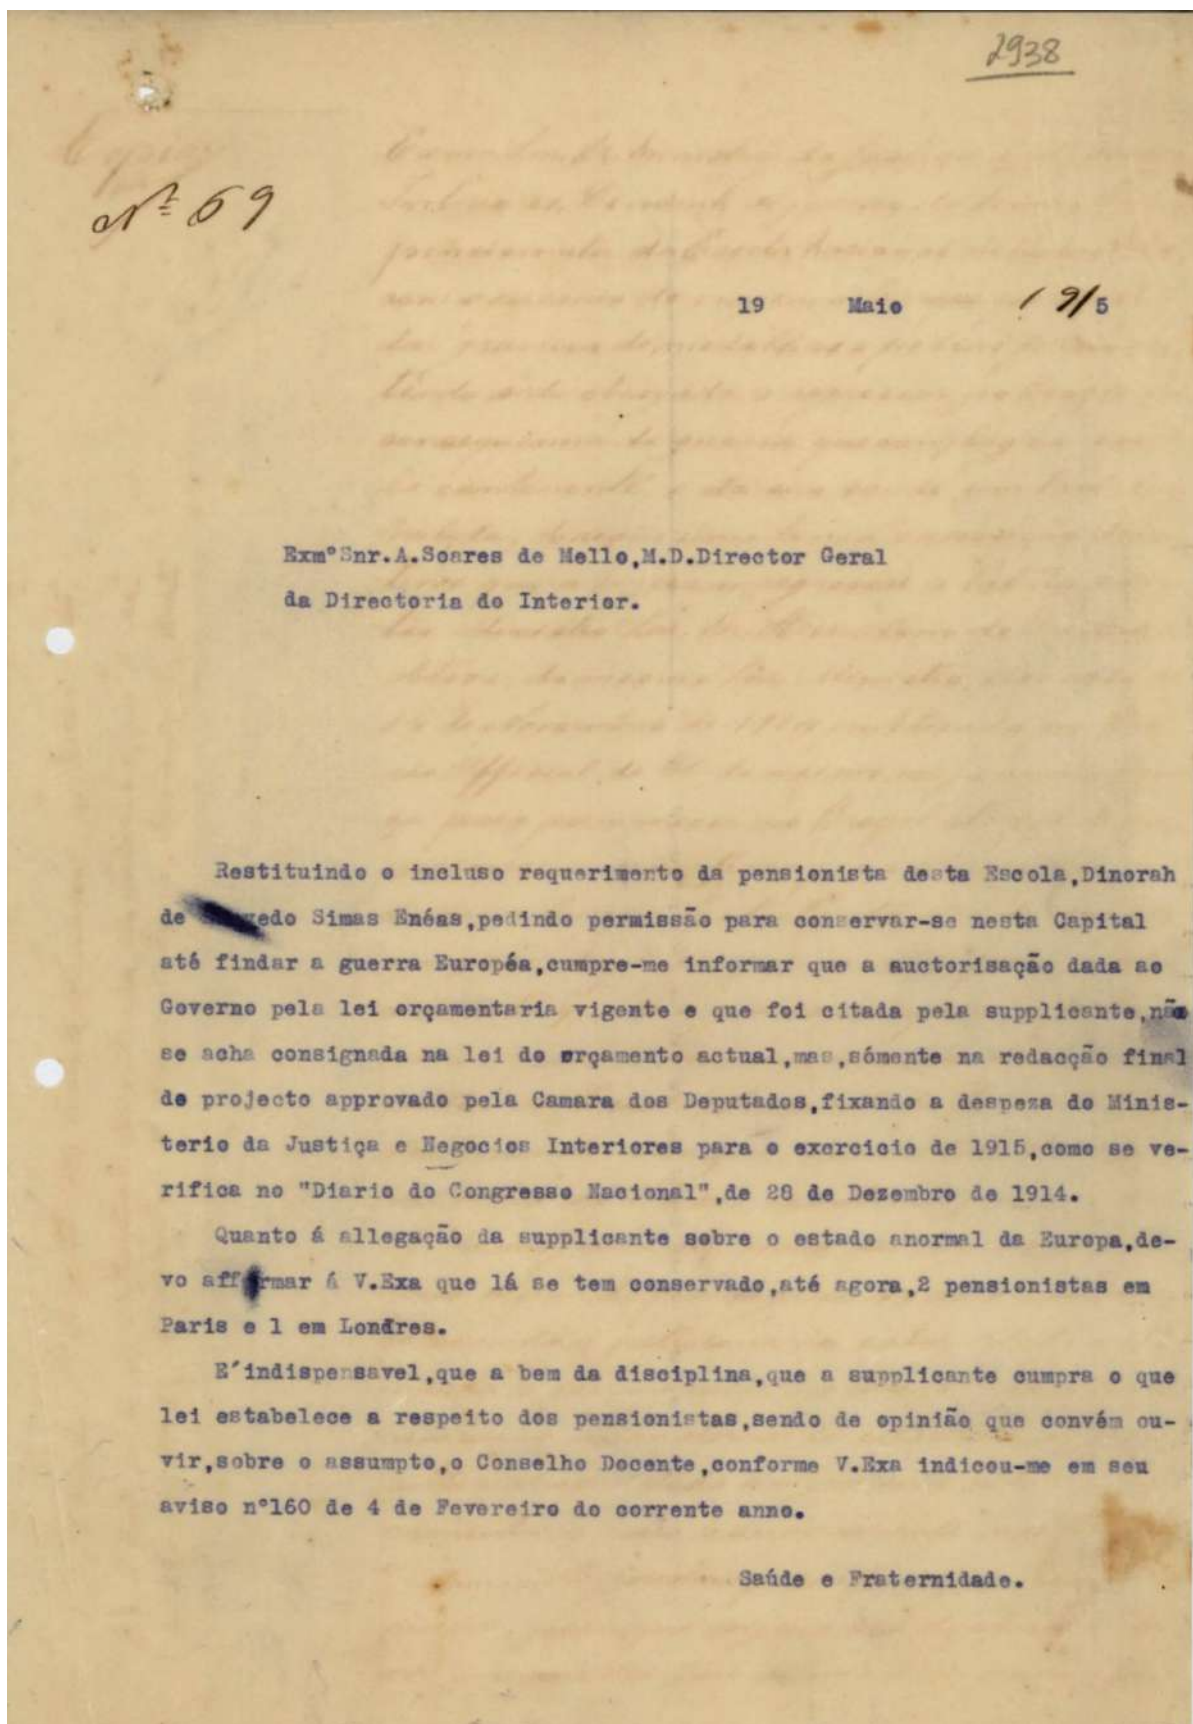 2938
Nº 69
19 Maio 1915
Exmº Snr.A.Soares de Mello,M.D.Director Geral
da Directoria do Interior.
Restituindo o incluso requerimento da pensionista desta Escola,Dinorah
de Simas Enéas,pedindo permissão para conservar-se nesta Capital
até findar a guerra Européa,cumpre-me informar que a auctorisação dada ao
Governo pela lei orçamentaria vigente e que foi citada pela supplicante,não
se acha consignada na lei do orçamento actual,mas,sómente na redacção final
do projecto approvado pela Camara dos Deputados,fixando a despeza do Minis-
terio da Justiça e Negocios Interiores para o exercicio de 1915,como se ve-
rifica no "Diario do Congresso Nacional",de 28 de Dezembro de 1914.
Quanto á allegação da supplicante sobre o estado anormal da Europa,de-
vo affirmar á V.Exa que lá se tem conservado,até agora,2 pensionistas em
Paris e 1 em Londres.
E'indispensavel,que a bem da disciplina,que a supplicante cumpra o que
lei estabelece a respeito dos pensionistas,sendo de opinião que convém ou-
vir,sobre o assumpto,o Conselho Docente,conforme V.Exa indicou-me em seu
aviso nº160 de 4 de Fevereiro do corrente anno.
Saúde e Fraternidade.